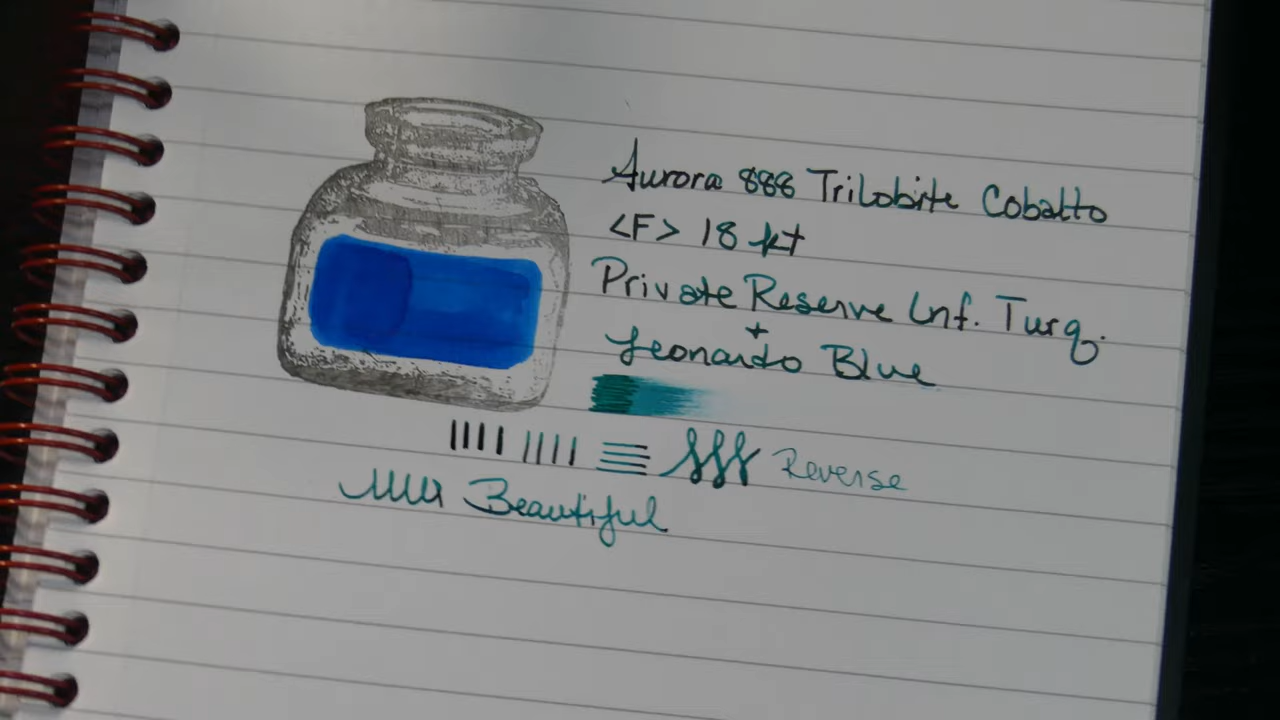 Aurora 888 Trilobite Cobalto
<F> 18 kt
Private Reserve Inf. Turq.
+
Leonardo Blue
Reverse
Beautiful